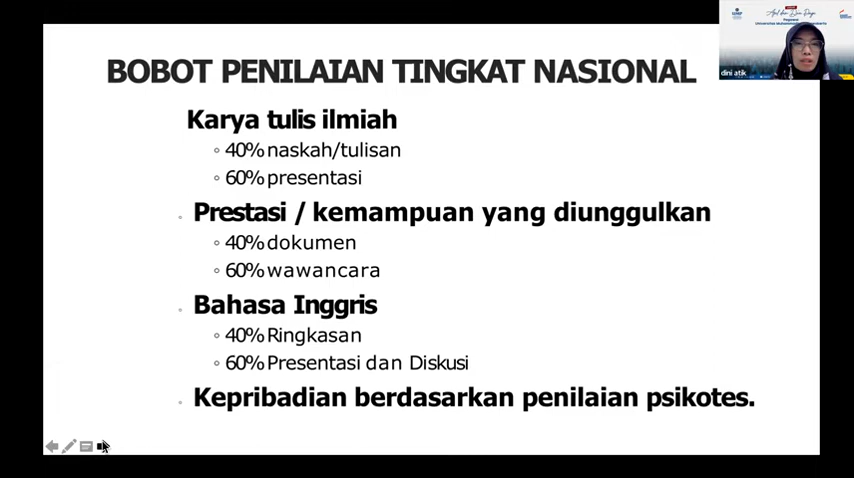 BOBOT PENILAIAN TINGKAT NASIONAL
Karya tulis ilmiah
40% naskah/tulisan
60% presentasi
Prestasi / kemampuan yang diunggulkan
40% dokumen
60% wawancara
Bahasa Inggris
40% Ringkasan
60% Presentasi dan Diskusi
Kepribadian berdasarkan penilaian psikotes.
Pegawai
dini atik